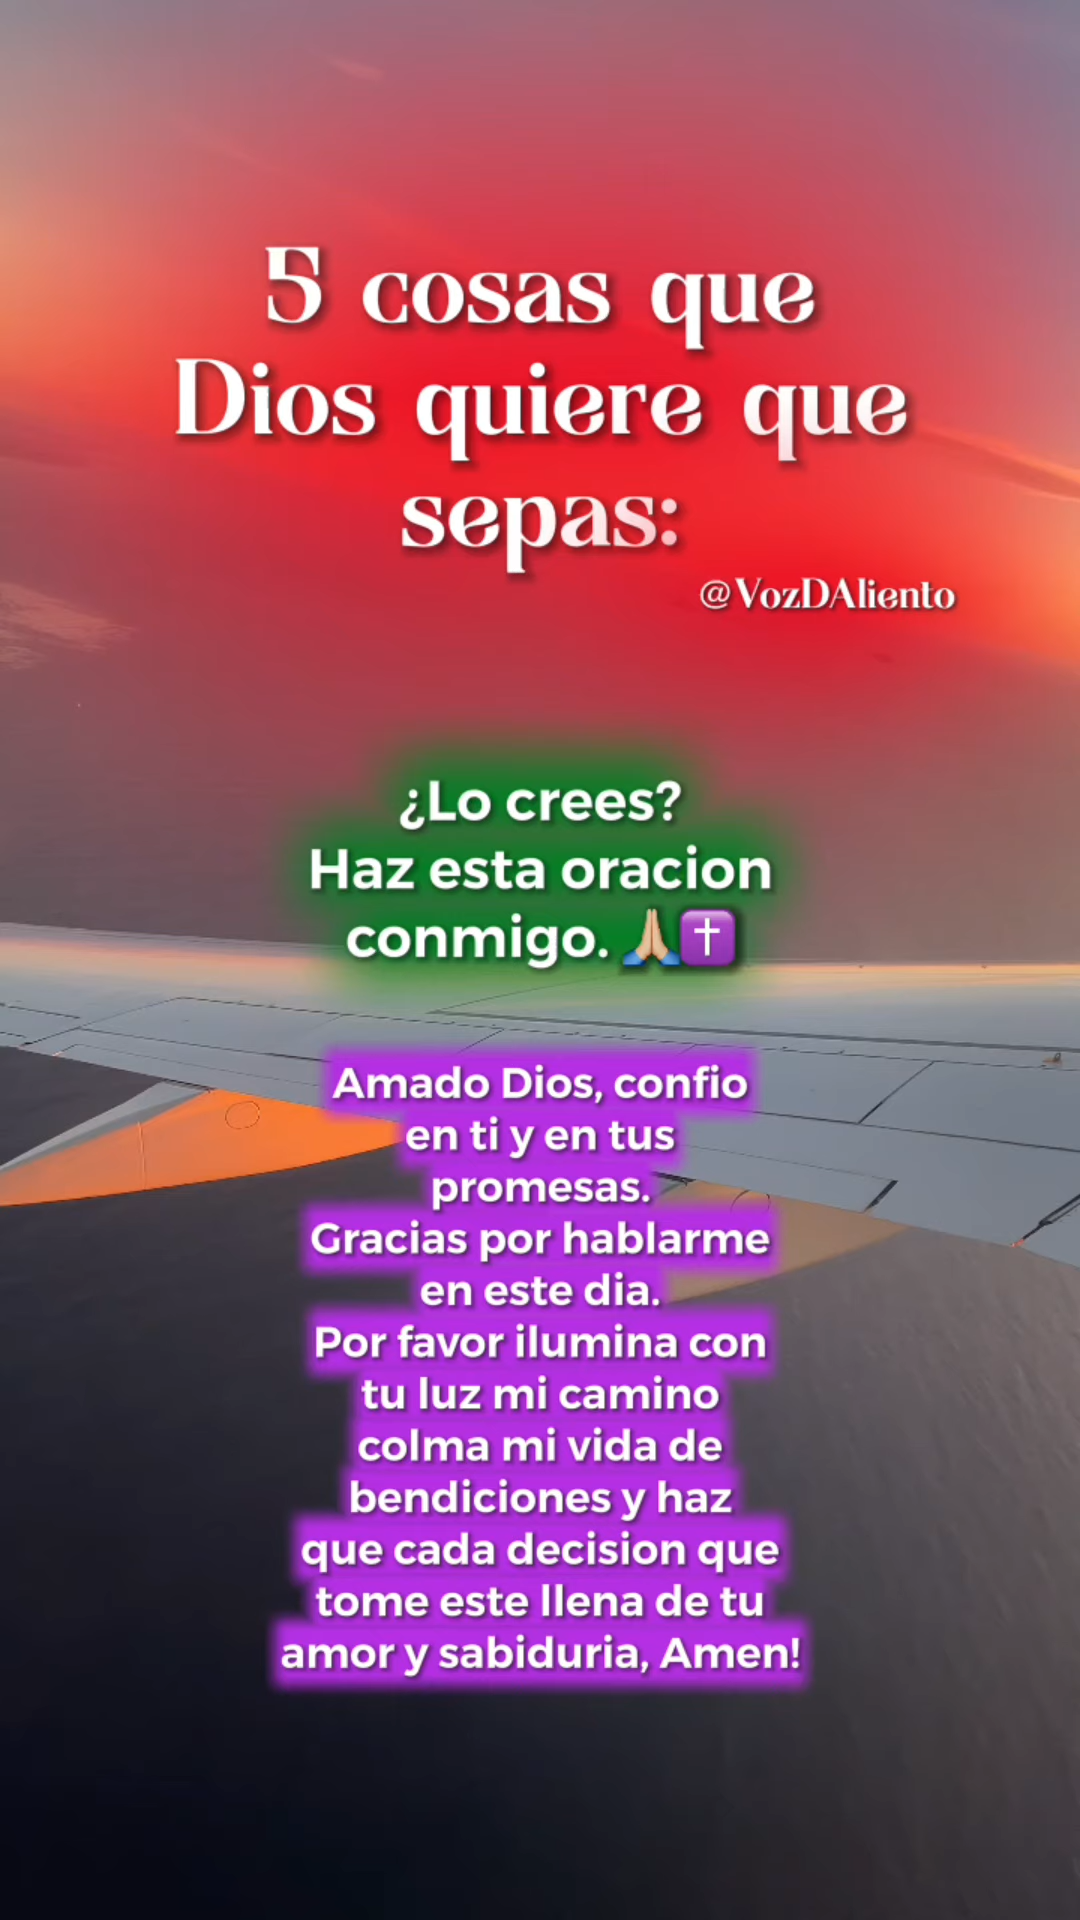 5 cosas que
Dios quiere que
sepas:
@VozDAliento
¿Lo crees?
Haz esta oracion
conmigo. 🙏🏼✝️
Amado Dios, confio
en ti y en tus
promesas.
Gracias por hablarme
en este dia.
Por favor ilumina con
tu luz mi camino
colma mi vida de
bendiciones y haz
que cada decision que
tome este llena de tu
amor y sabiduria, Amen!